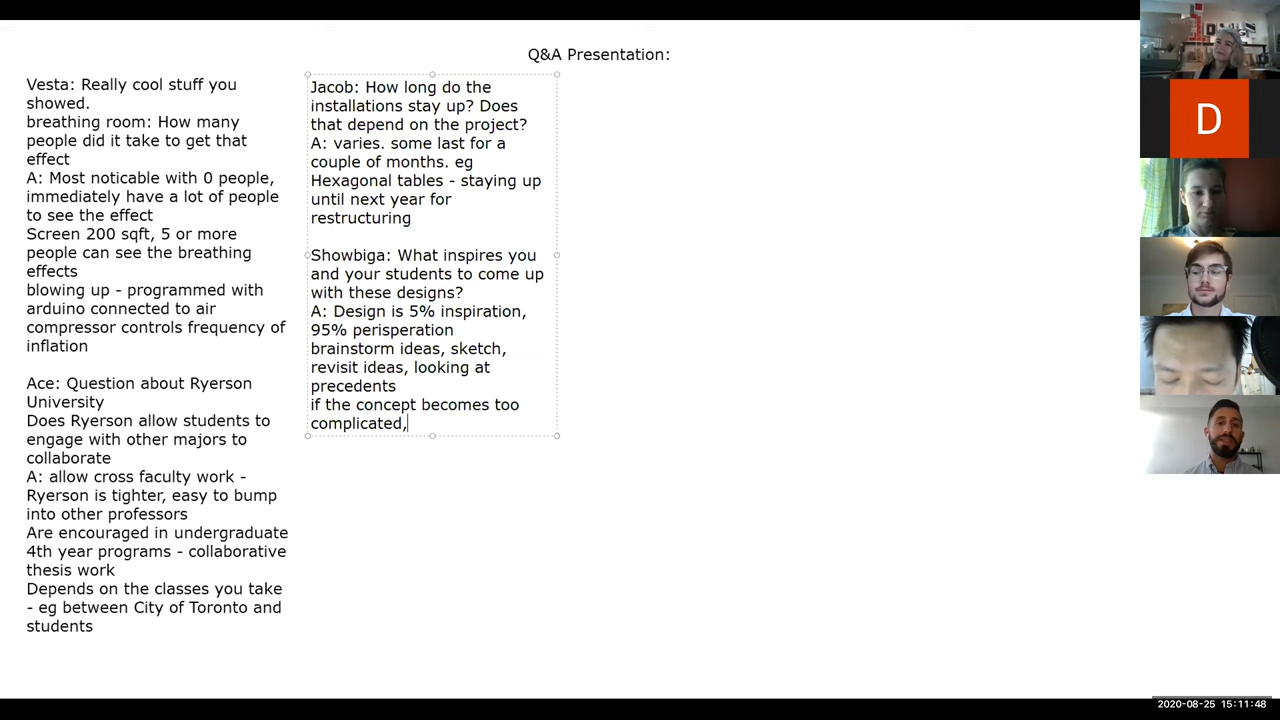 Q&A Presentation:
Vesta: Really cool stuff you
showed.
breathing room: How many
people did it take to get that
effect
A: Most noticable with 0 people,
immediately have a lot of people
to see the effect
Screen 200 sqft, 5 or more
people can see the breathing
effects
blowing up - programmed with
arduino connected to air
compressor controls frequency of
inflation
Ace: Question about Ryerson
University
Does Ryerson allow students to
engage with other majors to
collaborate
A: allow cross faculty work -
Ryerson is tighter, easy to bump
into other professors
Are encouraged in undergraduate
4th year programs - collaborative
thesis work
Depends on the classes you take
- eg between City of Toronto and
students
Jacob: How long do the
installations stay up? Does
that depend on the project?
A: varies. some last for a
couple of months. eg
Hexagonal tables - staying up
until next year for
restructuring
Showbiga: What inspires you
and your students to come up
with these designs?
A: Design is 5% inspiration,
95% perisperation
brainstorm ideas, sketch,
revisit ideas, looking at
precedents
if the concept becomes too
complicated,
D
2020-08-25 15:11:48